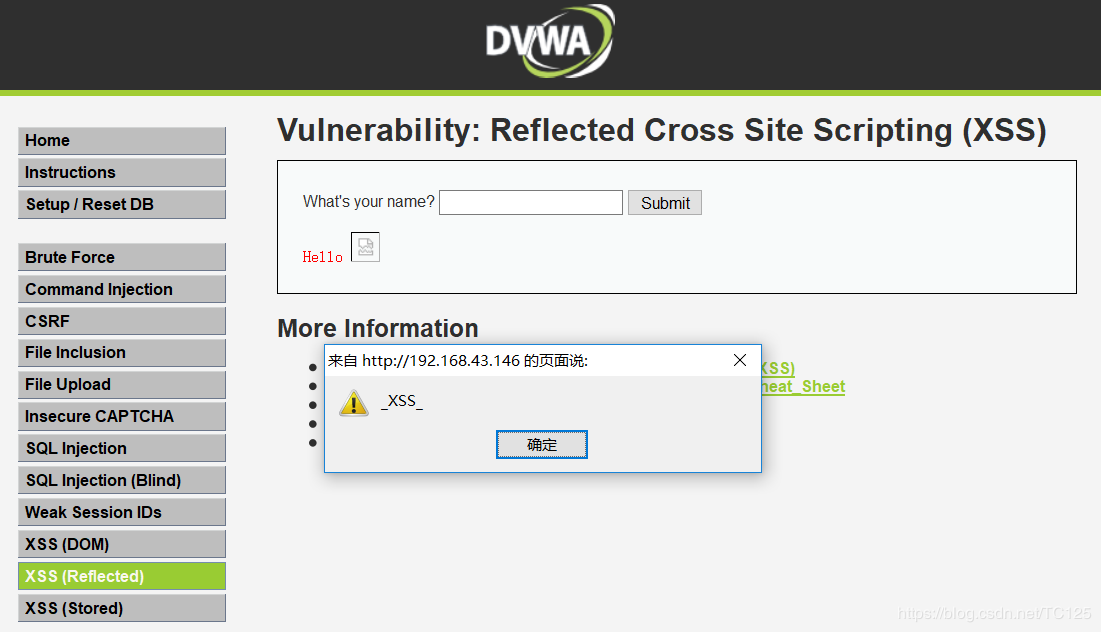 DVWA
Home
Instructions
Setup / Reset DB
Brute Force
Command Injection
CSRF
File Inclusion
File Upload
Insecure CAPTCHA
SQL Injection
SQL Injection (Blind)
Weak Session IDs
XSS (DOM)
XSS (Reflected)
XSS (Stored)
Vulnerability: Reflected Cross Site Scripting (XSS)
What's your name? Submit
Hello
More Information
XSS)
heat_Sheet
来自 http://192.168.43.146 的页面说:
_XSS_
确定
https://blog.csdn.net/TC125